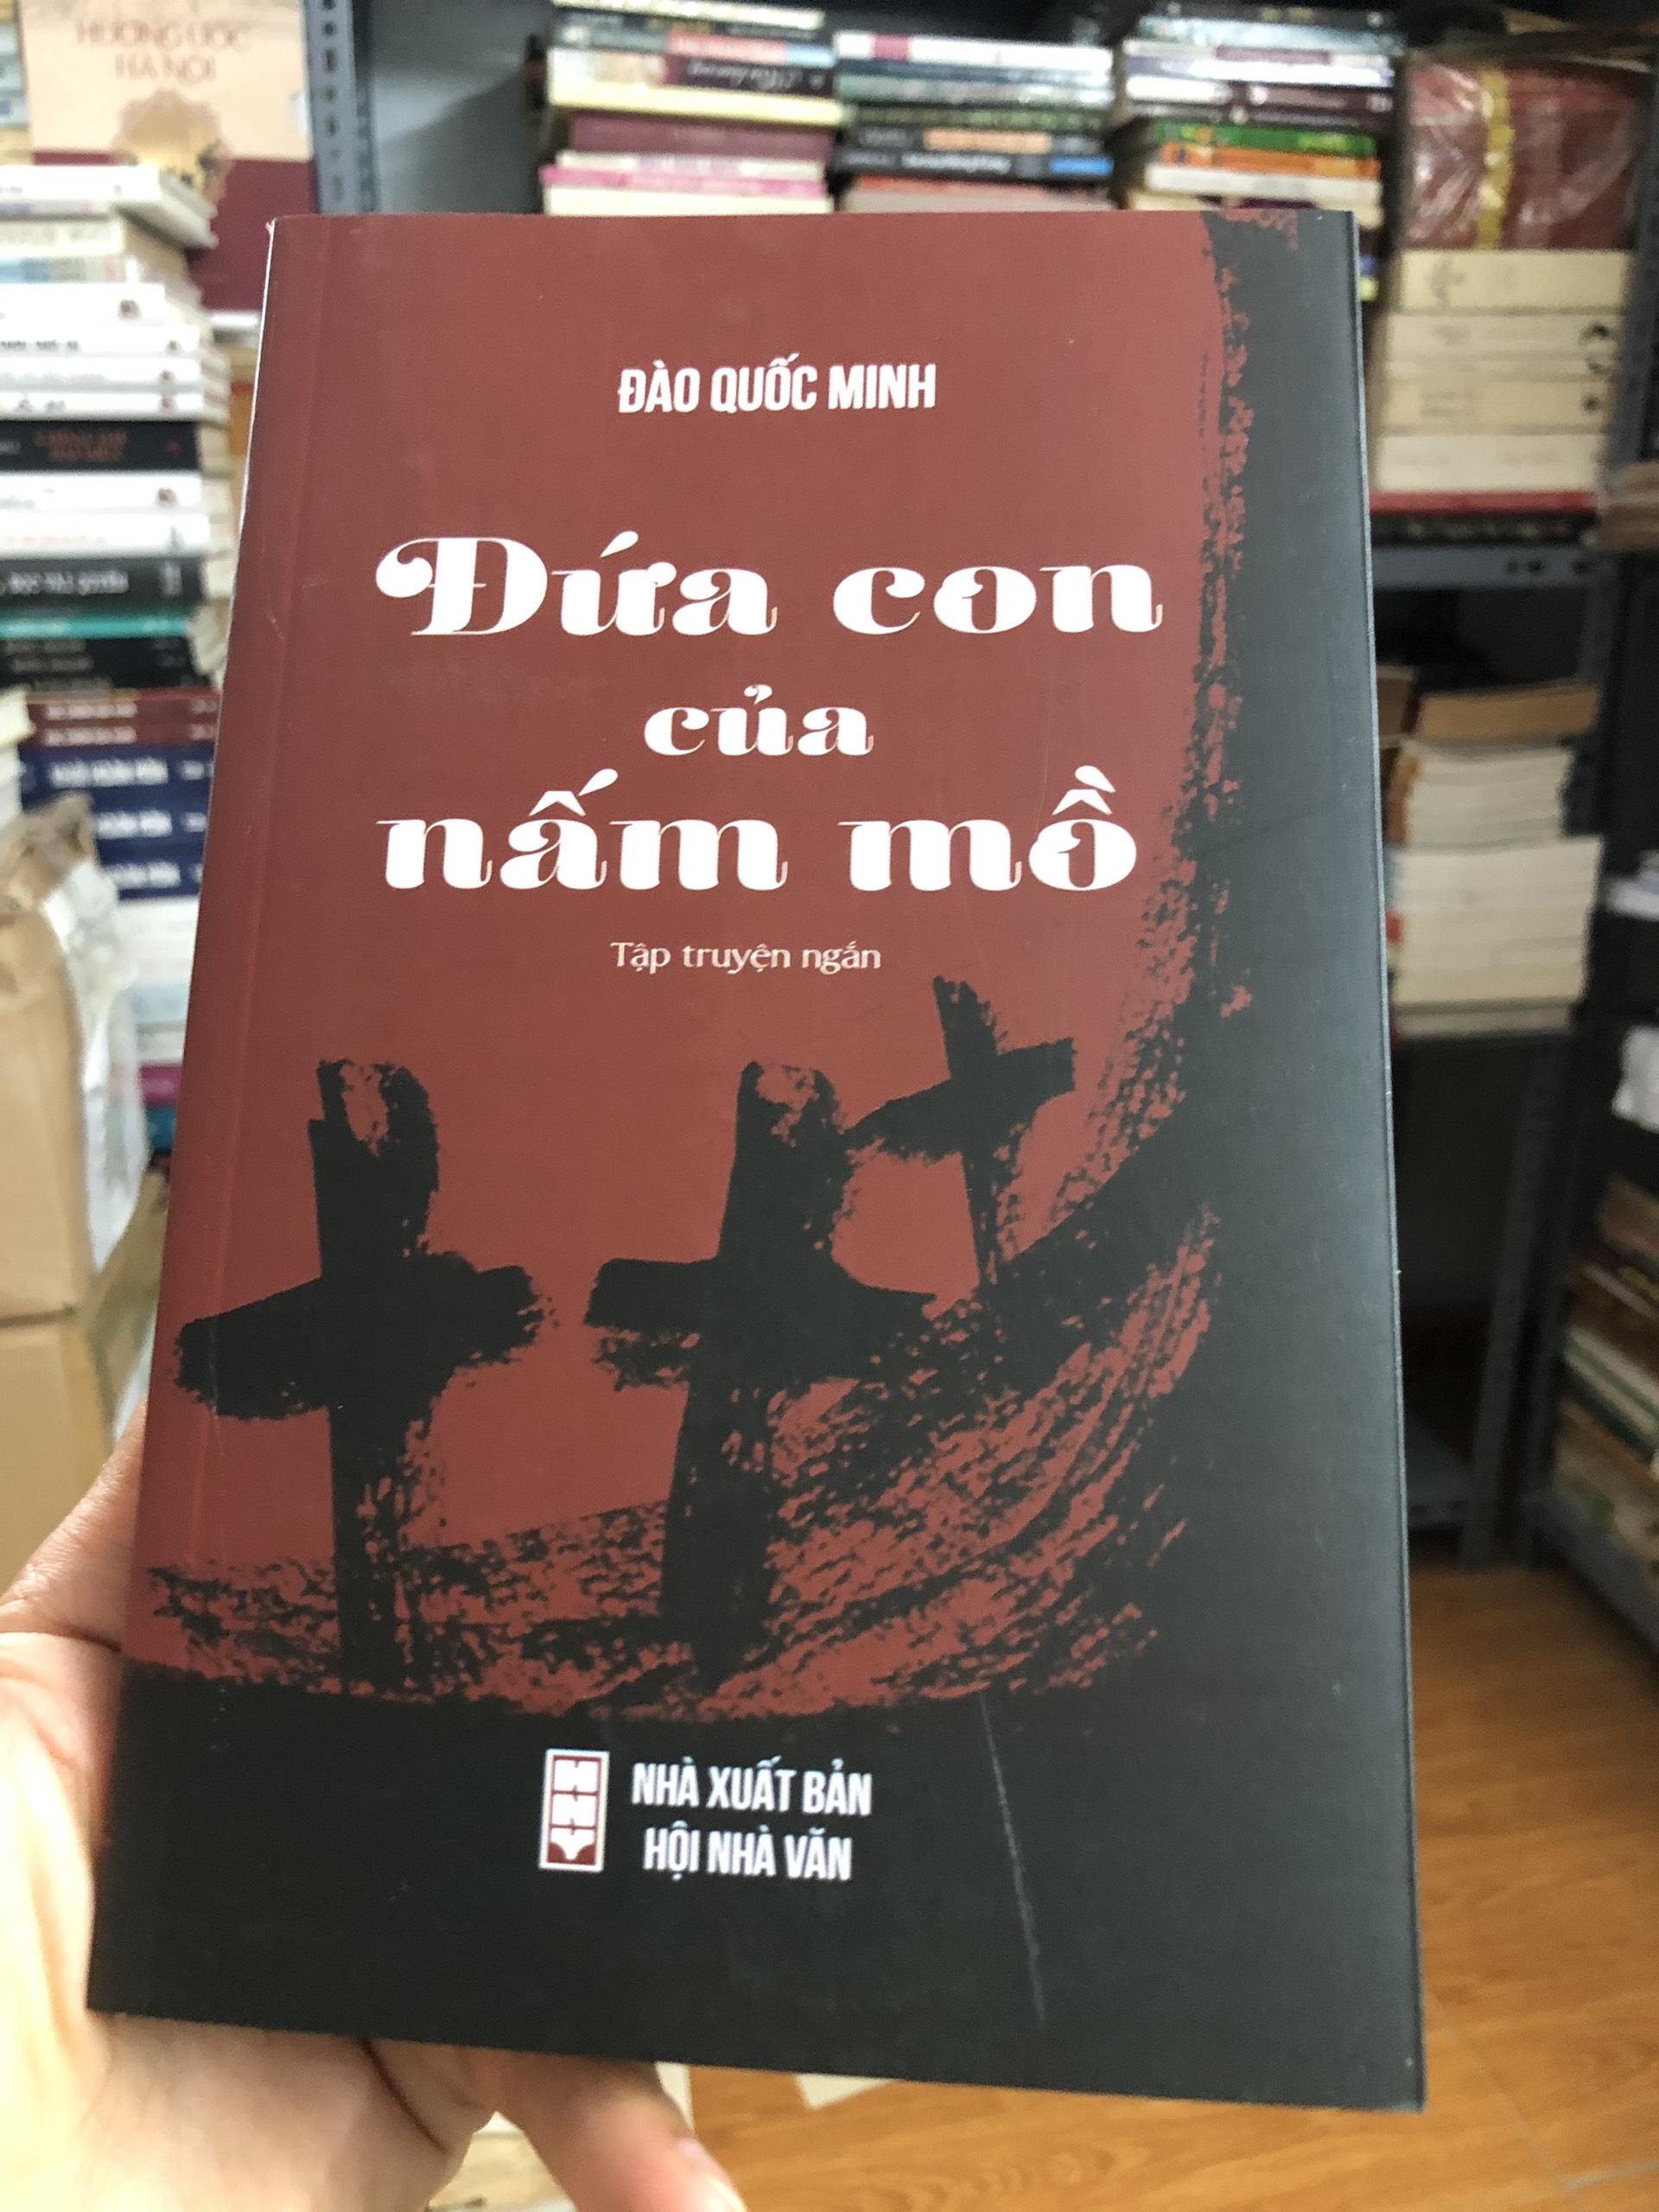 HƯƠNG ƯỚC
HÀ NỘI
ĐÀO QUỐC MINH
Đứa con
của
nấm mồ
Tập truyện ngắn
HNV
NHÀ XUẤT BẢN
HỘI NHÀ VĂN